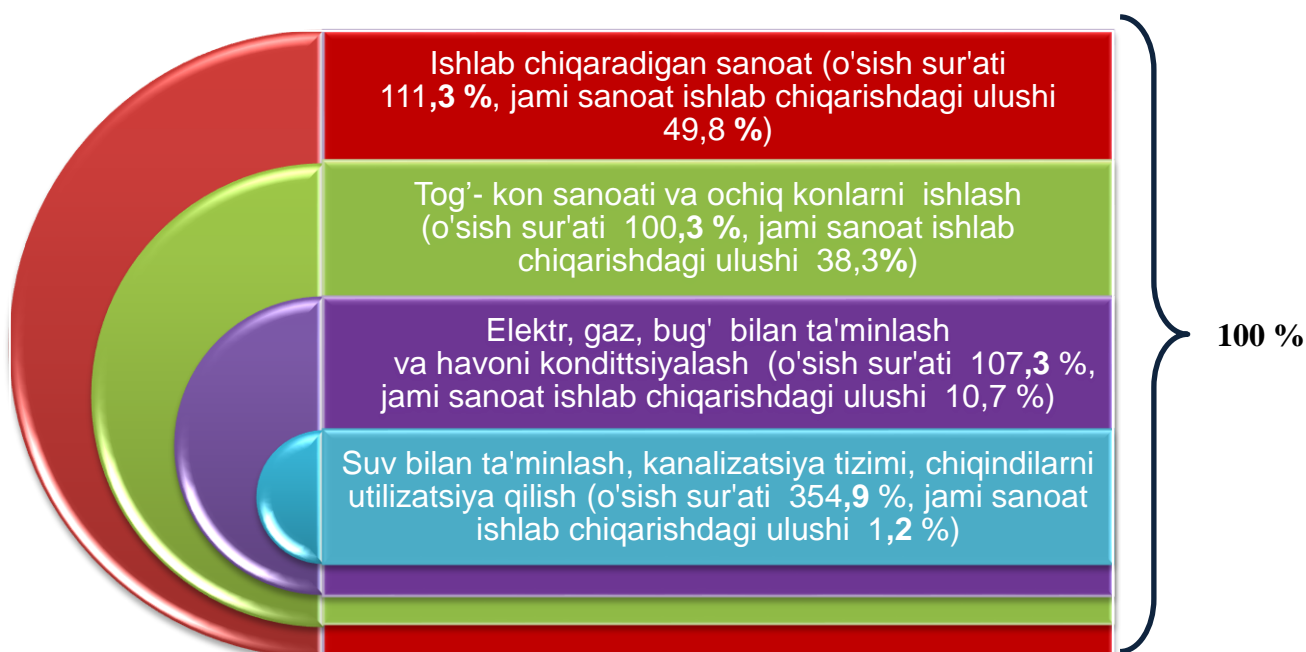 Ishlab chiqaradigan sanoat (o'sish sur'ati
111,3 %, jami sanoat ishlab chiqarishdagi ulushi
49,8 %)
Tog’- kon sanoati va ochiq konlarni ishlash
(o'sish sur'ati 100,3 %, jami sanoat ishlab
chiqarishdagi ulushi 38,3%)
Elektr, gaz, bug' bilan ta'minlash
va havoni kondittsiyalash (o'sish sur'ati 107,3 %,
jami sanoat ishlab chiqarishdagi ulushi 10,7 %)
Suv bilan ta'minlash, kanalizatsiya tizimi, chiqindilarni
utilizatsiya qilish (o'sish sur'ati 354,9 %, jami sanoat
ishlab chiqarishdagi ulushi 1,2 %)
100 %